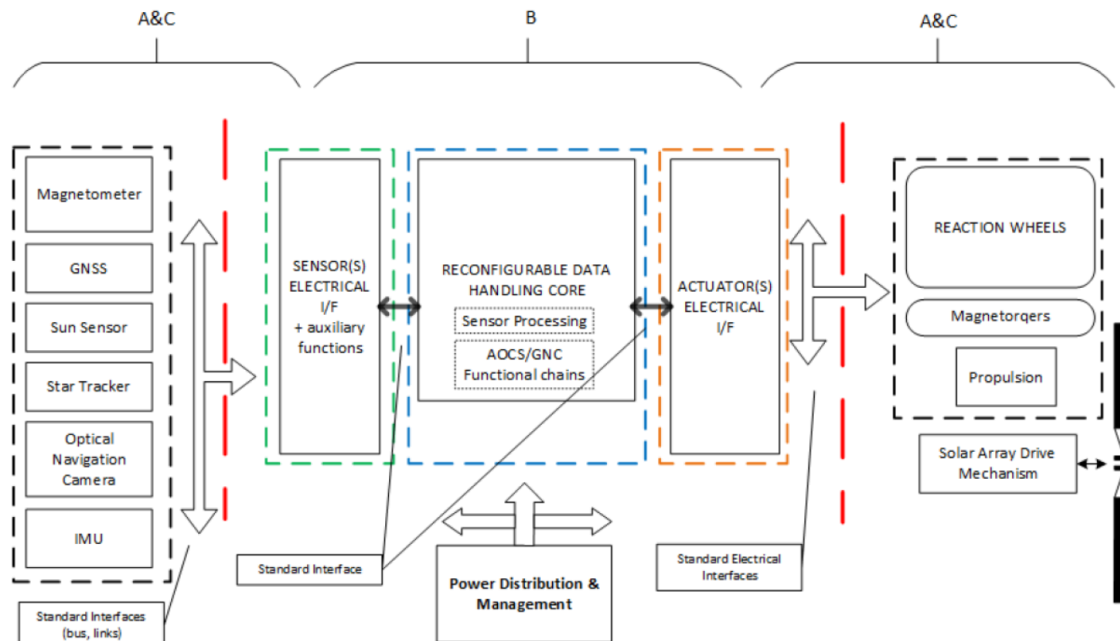 A&C
B
A&C
Magnetometer
GNSS
Sun Sensor
Star Tracker
Optical
Navigation
Camera
IMU
Standard Interfaces
(bus, links)
SENSOR(S)
ELECTRICAL
I/F
+ auxiliary
functions
RECONFIGURABLE DATA
HANDLING CORE
Sensor Processing
AOCS/GNC
Functional chains
ACTUATOR(S)
ELECTRICAL
I/F
Standard Interface
Power Distribution &
Management
Standard Electrical
Interfaces
REACTION WHEELS
Magnetorqers
Propulsion
Solar Array Drive
Mechanism